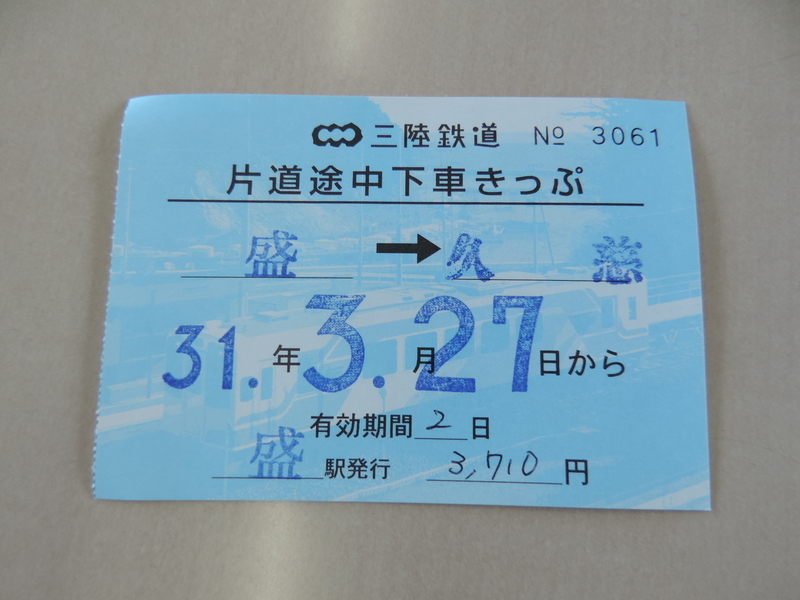 三陸鉄道 № 3061
片道途中下車きっぷ
盛 → 久慈
31.年 3.月 27日から
有効期間 2 日
盛 駅発行 3,710 円